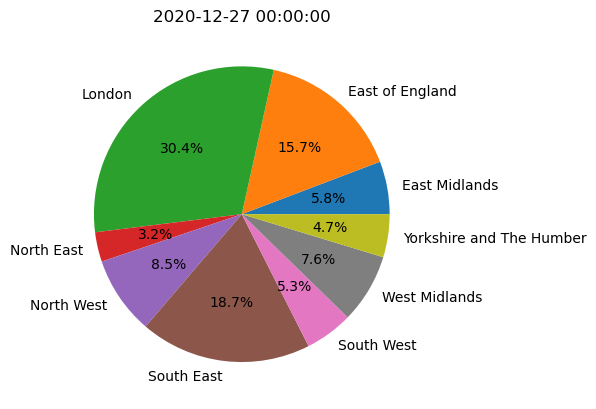 2020-12-27 00:00:00
London
East of England
30.4%
15.7%
East Midlands
5.8%
North East
3.2%
4.7%
Yorkshire and The Humber
8.5%
7.6%
North West
5.3%
West Midlands
18.7%
South West
South East